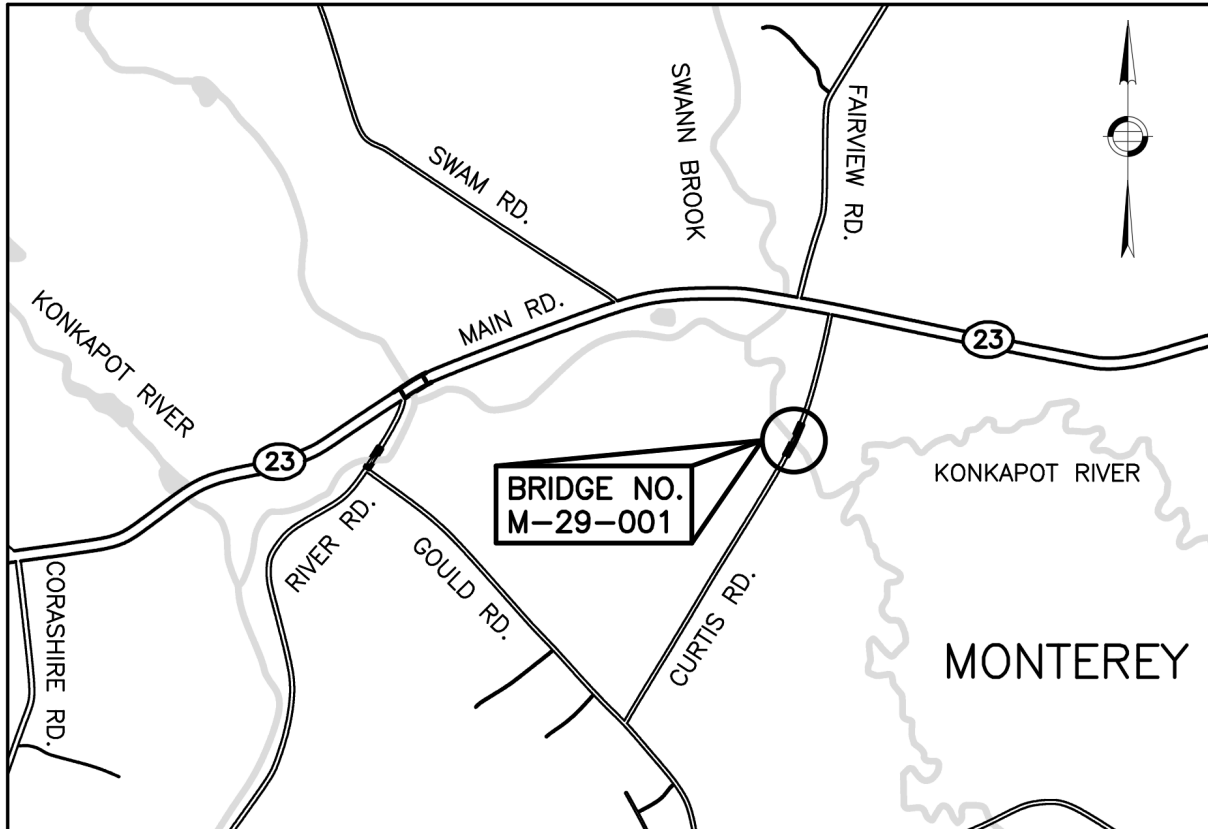 SWANN BROOK
FAIRVIEW RD.
SWAM RD.
KONKAPOT RIVER
MAIN RD.
23
23
BRIDGE NO.
M-29-001
KONKAPOT RIVER
RIVER RD.
GOULD RD.
CURTIS RD.
CORASHIRE RD.
MONTEREY